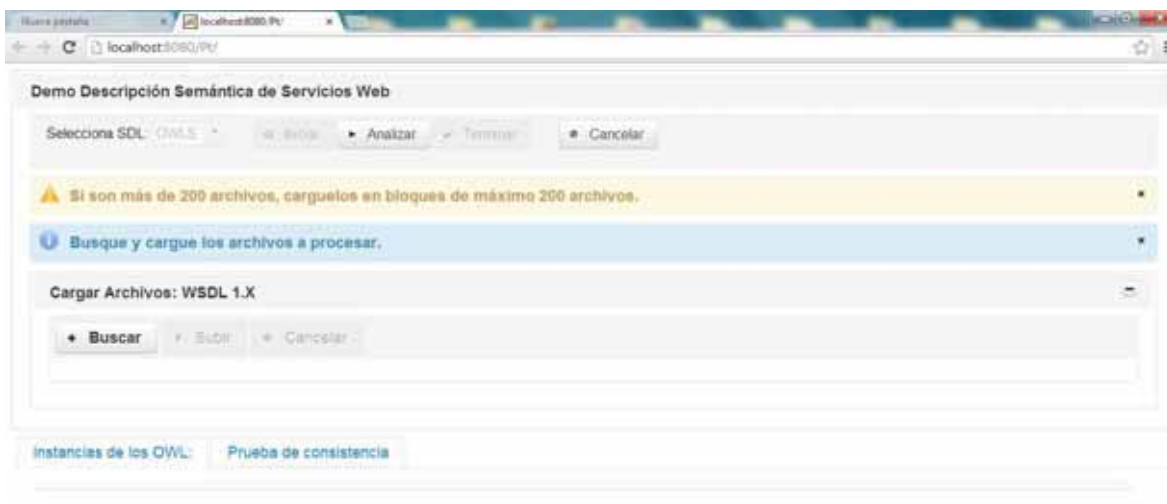 Nueva pestaña
localhost:8080/Pt/
localhost:8080/Pt/
Demo Descripción Semántica de Servicios Web
Selecciona SDL: OWLS Iniciar Analizar Terminar Cancelar
Si son más de 200 archivos, carguelos en bloques de máximo 200 archivos.
Busque y cargue los archivos a procesar.
Cargar Archivos: WSDL 1.X
Buscar Subir Cancelar
Instancias de los OWL: Prueba de consistencia